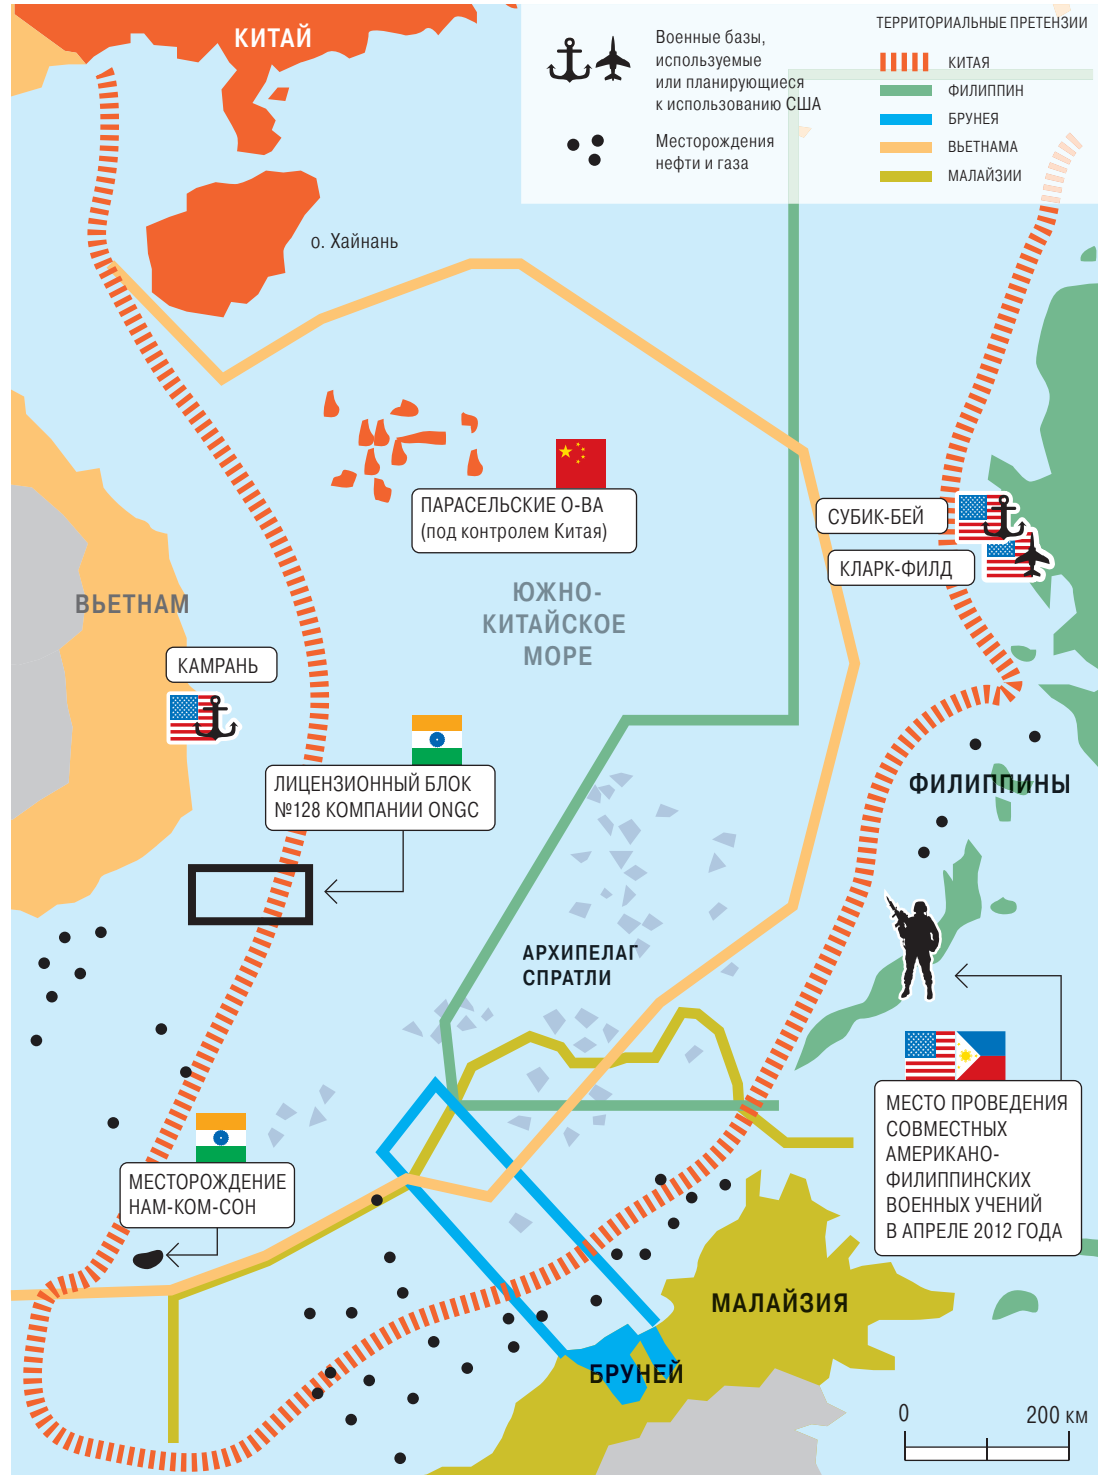 КИТАЙ
Военные базы,
используемые
или планирующиеся
к использованию США
Месторождения
нефти и газа
ТЕРРИТОРИАЛЬНЫЕ ПРЕТЕНЗИИ
КИТАЯ
ФИЛИППИН
БРУНЕЯ
ВЬЕТНАМА
МАЛАЙЗИИ
о. Хайнань
ПАРАСЕЛЬСКИЕ О-ВА
(под контролем Китая)
СУБИК-БЕЙ
КЛАРК-ФИЛД
ВЬЕТНАМ
ЮЖНО-
КИТАЙСКОЕ
МОРЕ
КАМРАНЬ
ЛИЦЕНЗИОННЫЙ БЛОК
№128 КОМПАНИИ ONGC
ФИЛИППИНЫ
АРХИПЕЛАГ
СПРАТЛИ
МЕСТО ПРОВЕДЕНИЯ
СОВМЕСТНЫХ
АМЕРИКАНО-
ФИЛИППИНСКИХ
ВОЕННЫХ УЧЕНИЙ
В АПРЕЛЕ 2012 ГОДА
МЕСТОРОЖДЕНИЕ
НАМ-КОМ-СОН
МАЛАЙЗИЯ
БРУНЕЙ
0 200 км